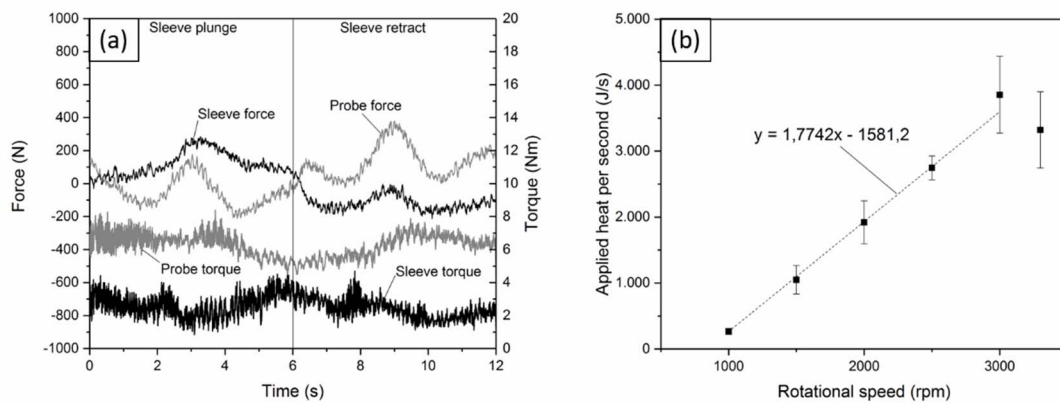 (a)
Sleeve plunge
Sleeve retract
Sleeve force
Probe force
Probe torque
Sleeve torque
Force (N)
1000
800
600
400
200
0
-200
-400
-600
-800
-1000
Torque (Nm)
20
18
16
14
12
10
8
6
4
2
0
0 2 4 6 8 10 12
Time (s)
(b)
y = 1,7742x - 1581,2
Applied heat per second (J/s)
5.000
4.000
3.000
2.000
1.000
0
1000 2000 3000
Rotational speed (rpm)